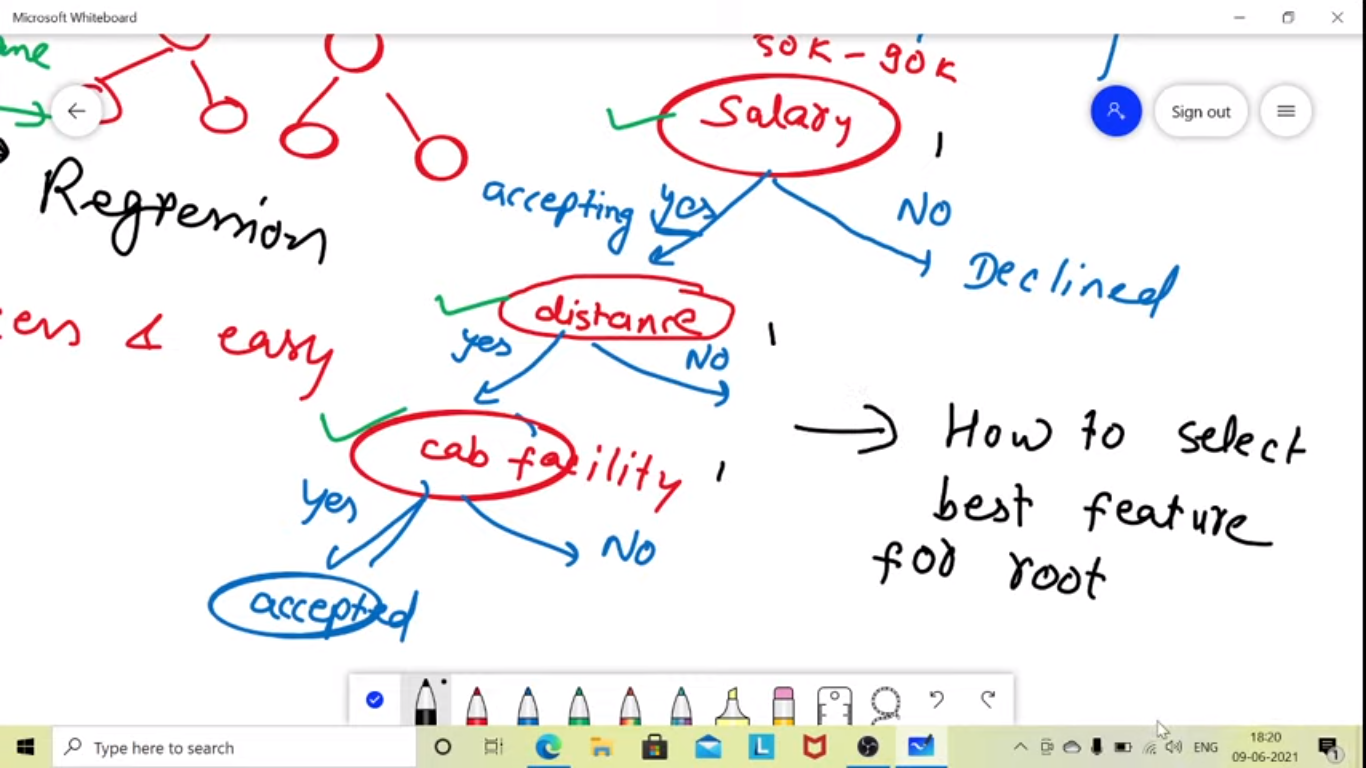 Microsoft Whiteboard
50K - 90K
Salary
Sign out
accepting yes
NO
Regression
Declined
distance
yes
NO
& easy
cab facility
How to select
best feature
for root
yes
NO
accepted
Type here to search
ENG
18:20
09-06-2021